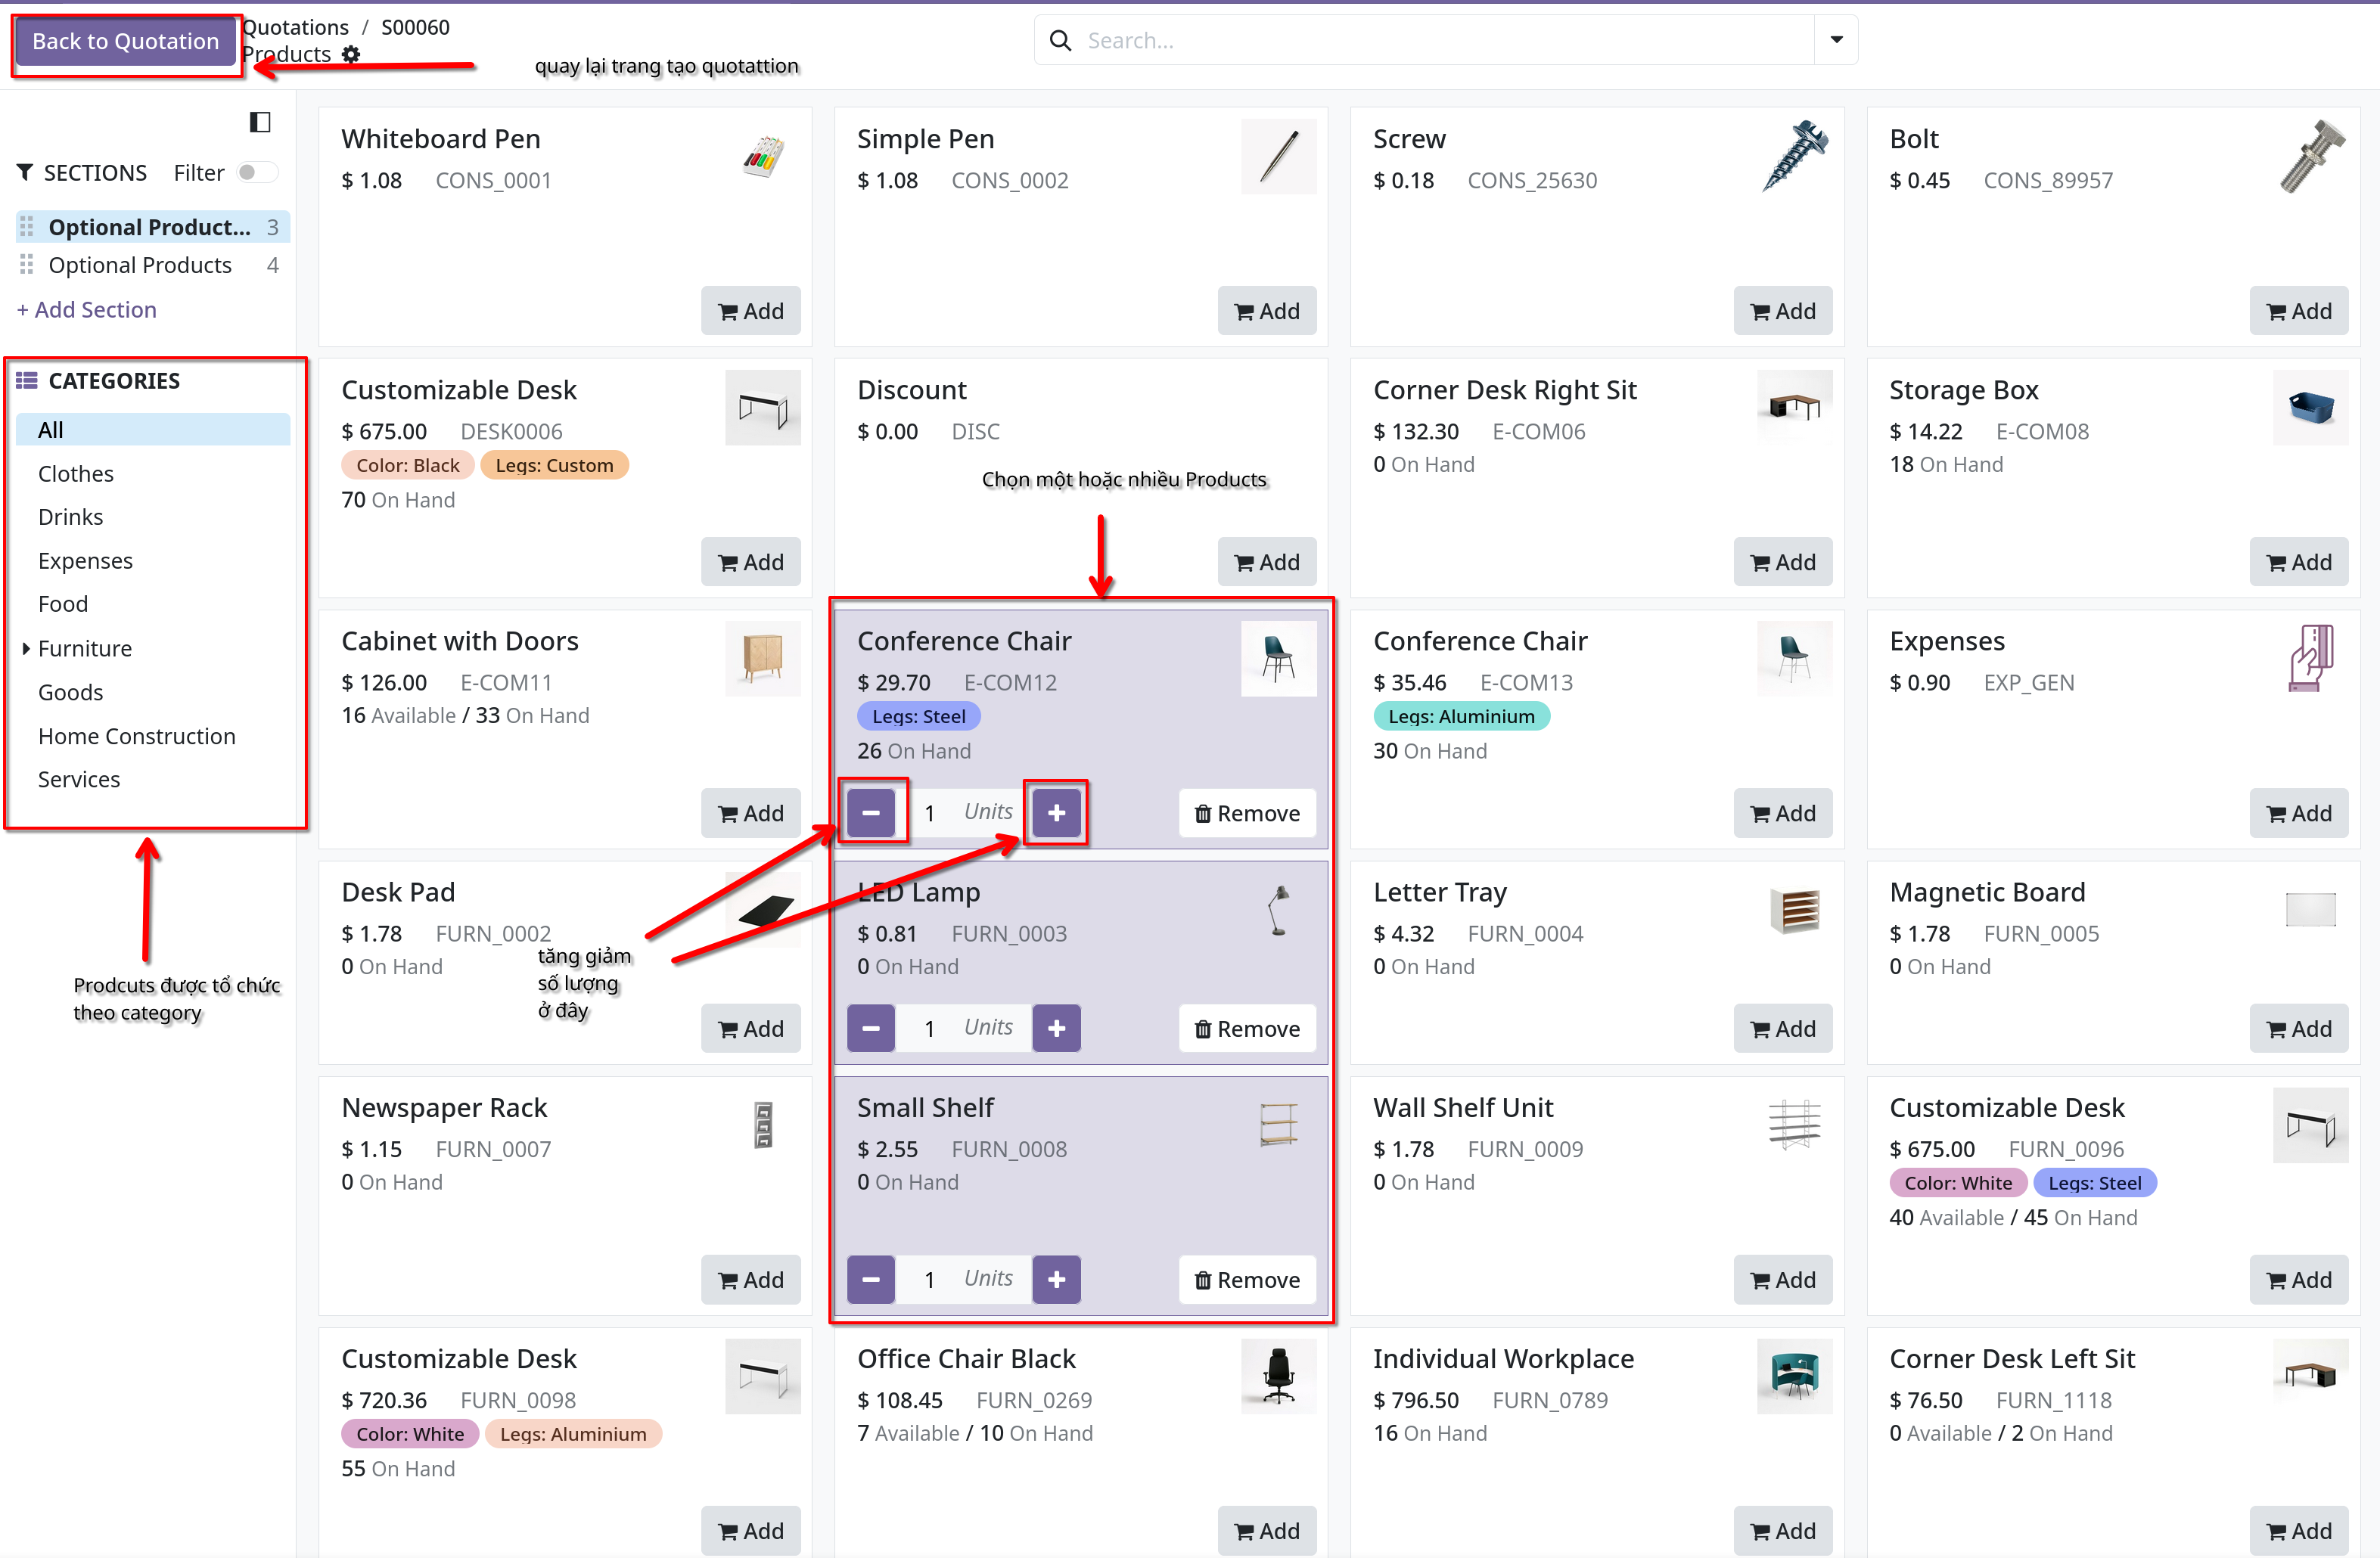 Back to Quotation
Quotations / S00060
Products
Search...
quay lại trang tạo quotattion
SECTIONS Filter
Optional Product... 3
Optional Products 4
+ Add Section
CATEGORIES
All
Clothes
Drinks
Expenses
Food
Furniture
Goods
Home Construction
Services
Prodcuts được tổ chức
theo category
Whiteboard Pen
$ 1.08 CONS_0001
Add
Simple Pen
$ 1.08 CONS_0002
Add
Screw
$ 0.18 CONS_25630
Add
Bolt
$ 0.45 CONS_89957
Add
Customizable Desk
$ 675.00 DESK0006
Color: Black Legs: Custom
70 On Hand
Add
Discount
$ 0.00 DISC
Chọn một hoặc nhiều Products
Add
Corner Desk Right Sit
$ 132.30 E-COM06
0 On Hand
Add
Storage Box
$ 14.22 E-COM08
18 On Hand
Add
Cabinet with Doors
$ 126.00 E-COM11
16 Available / 33 On Hand
Add
Conference Chair
$ 29.70 E-COM12
Legs: Steel
26 On Hand
1 Units Remove
Conference Chair
$ 35.46 E-COM13
Legs: Aluminium
30 On Hand
Add
Expenses
$ 0.90 EXP_GEN
Add
Desk Pad
$ 1.78 FURN_0002
0 On Hand
Add
tăng giảm
số lượng
ở đây
LED Lamp
$ 0.81 FURN_0003
0 On Hand
1 Units Remove
Letter Tray
$ 4.32 FURN_0004
0 On Hand
Add
Magnetic Board
$ 1.78 FURN_0005
0 On Hand
Add
Newspaper Rack
$ 1.15 FURN_0007
0 On Hand
Add
Small Shelf
$ 2.55 FURN_0008
0 On Hand
1 Units Remove
Wall Shelf Unit
$ 1.78 FURN_0009
0 On Hand
Add
Customizable Desk
$ 675.00 FURN_0096
Color: White Legs: Steel
40 Available / 45 On Hand
Add
Customizable Desk
$ 720.36 FURN_0098
Color: White Legs: Aluminium
55 On Hand
Add
Office Chair Black
$ 108.45 FURN_0269
7 Available / 10 On Hand
Add
Individual Workplace
$ 796.50 FURN_0789
16 On Hand
Add
Corner Desk Left Sit
$ 76.50 FURN_1118
0 Available / 2 On Hand
Add